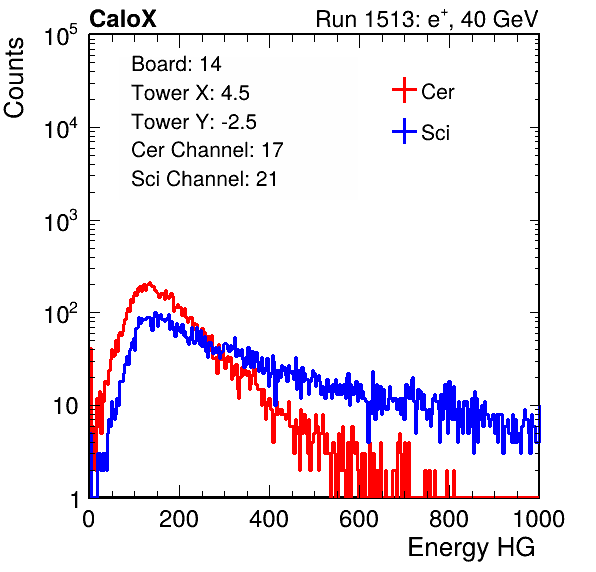 CaloX Run 1513: e⁺, 40 GeV
Counts
Board: 14
Tower X: 4.5
Tower Y: -2.5
Cer Channel: 17
Sci Channel: 21
Cer
Sci
10⁵
10⁴
10³
10²
10
1
0 200 400 600 800 1000
Energy HG